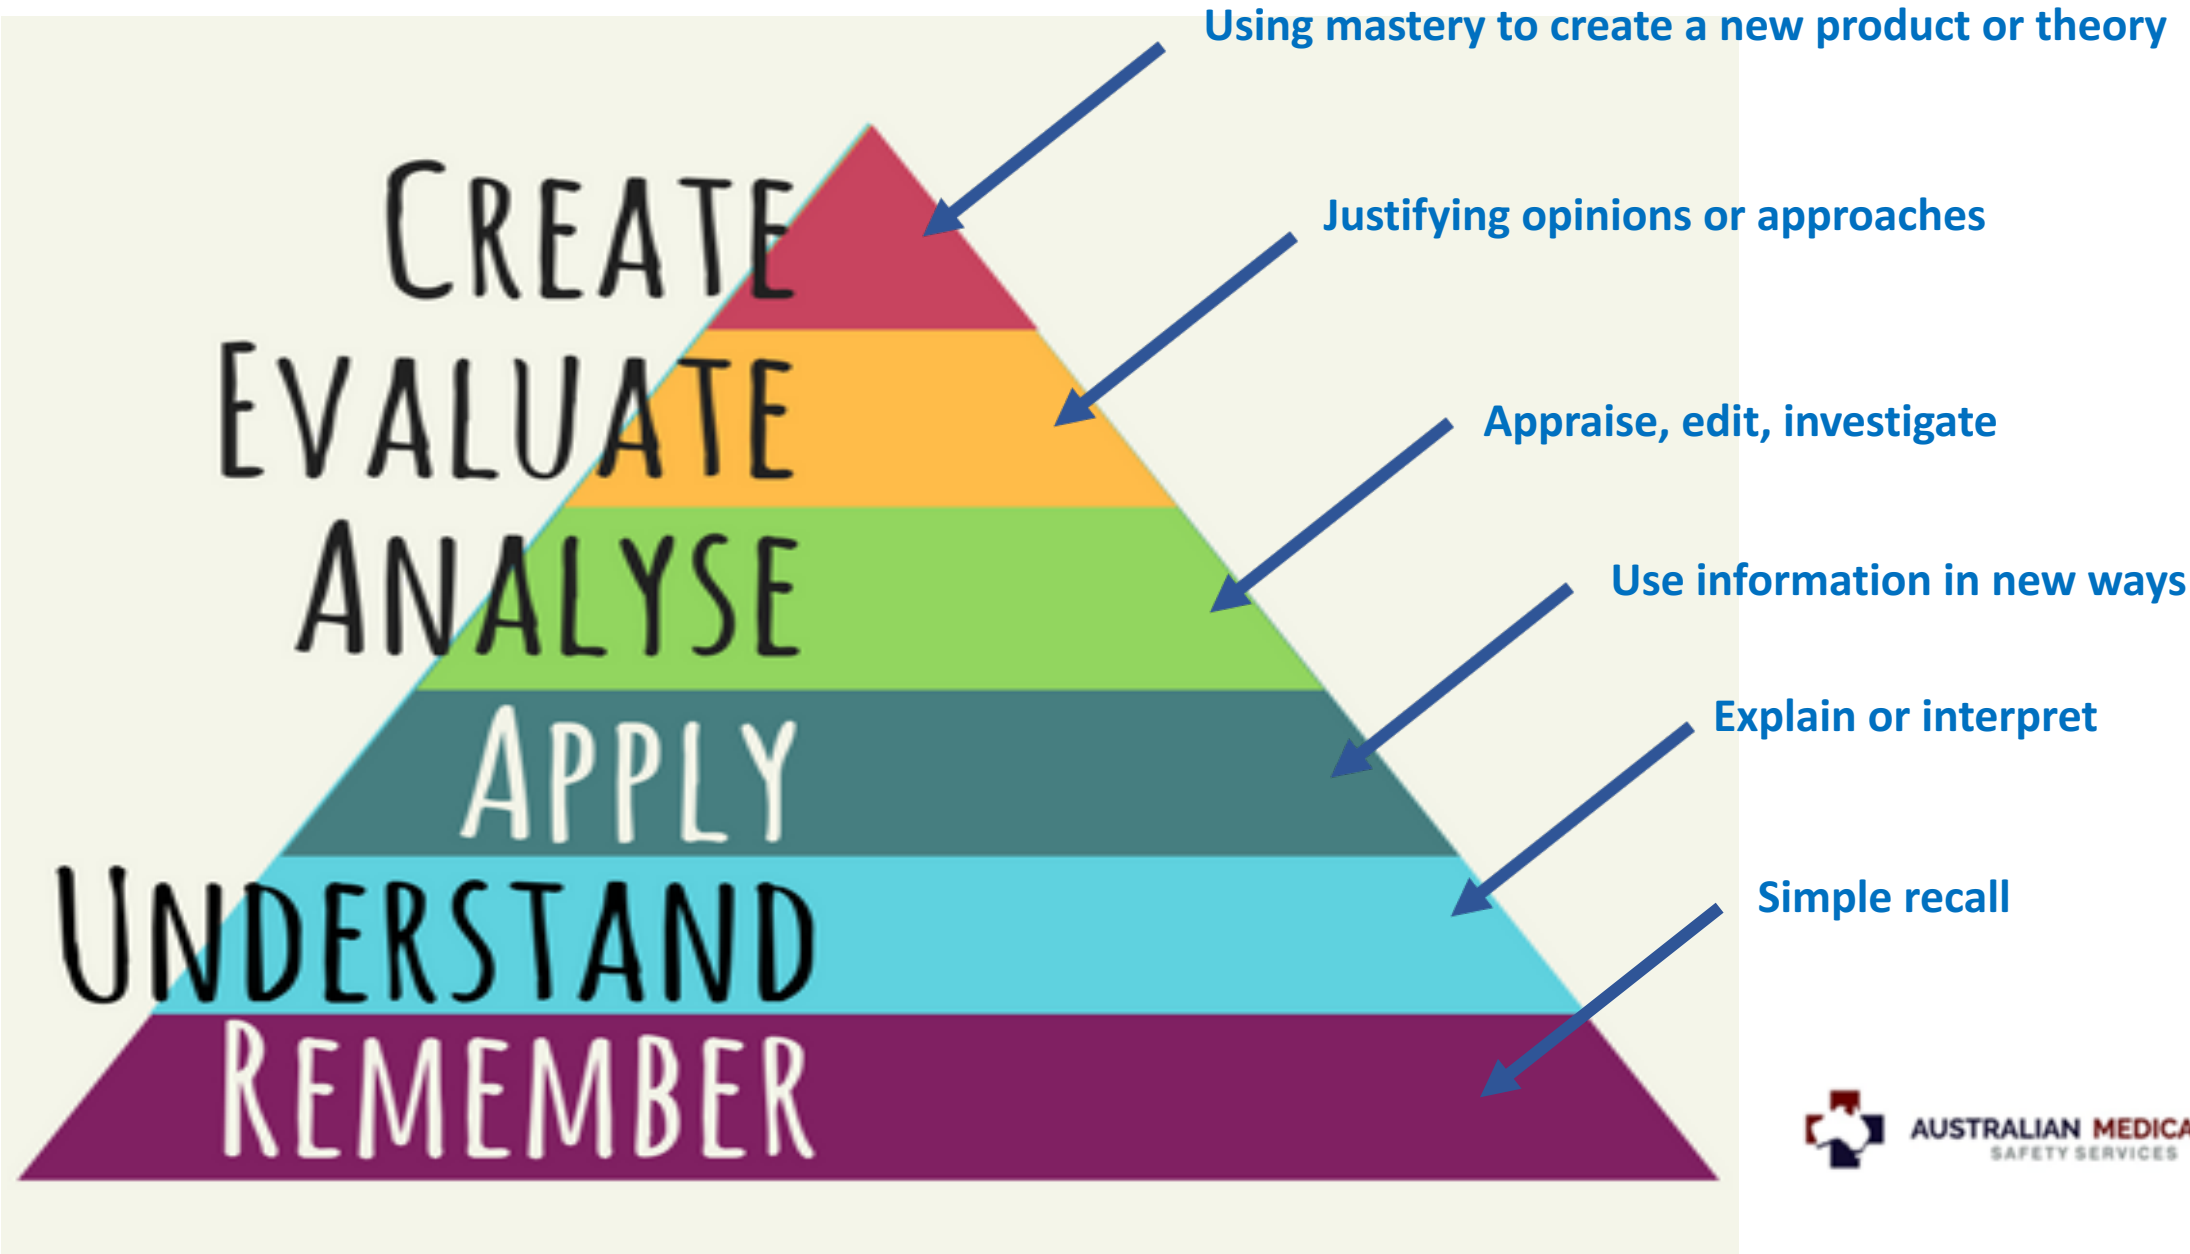 Using mastery to create a new product or theory
CREATE
Justifying opinions or approaches
EVALUATE
Appraise, edit, investigate
ANALYSE
Use information in new ways
APPLY
Explain or interpret
UNDERSTAND
Simple recall
REMEMBER
AUSTRALIAN MEDICA
SAFETY SERVICES